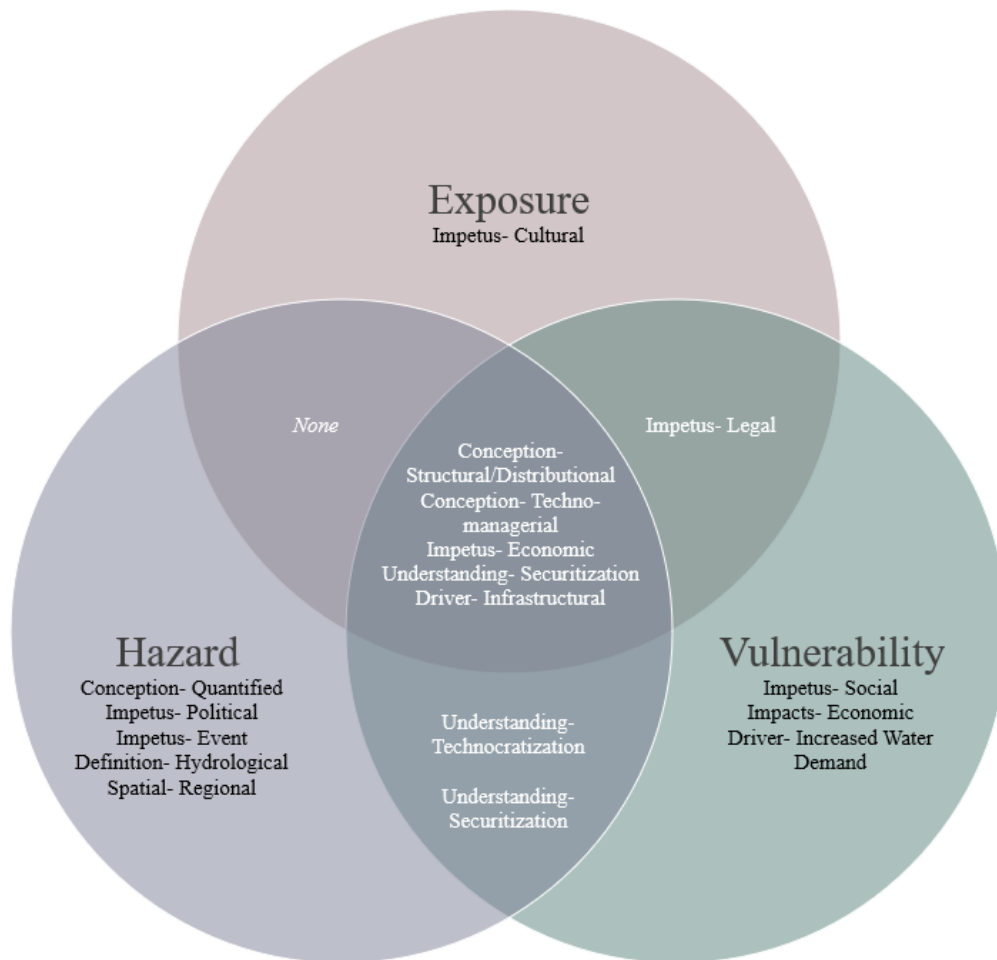 Exposure
Impetus- Cultural
None
Impetus- Legal
Conception-
Structural/Distributional
Conception- Techno-
managerial
Impetus- Economic
Understanding- Securitization
Driver- Infrastructural
Hazard
Conception- Quantified
Impetus- Political
Impetus- Event
Definition- Hydrological
Spatial- Regional
Vulnerability
Impetus- Social
Impacts- Economic
Driver- Increased Water
Demand
Understanding-
Technocratization
Understanding-
Securitization